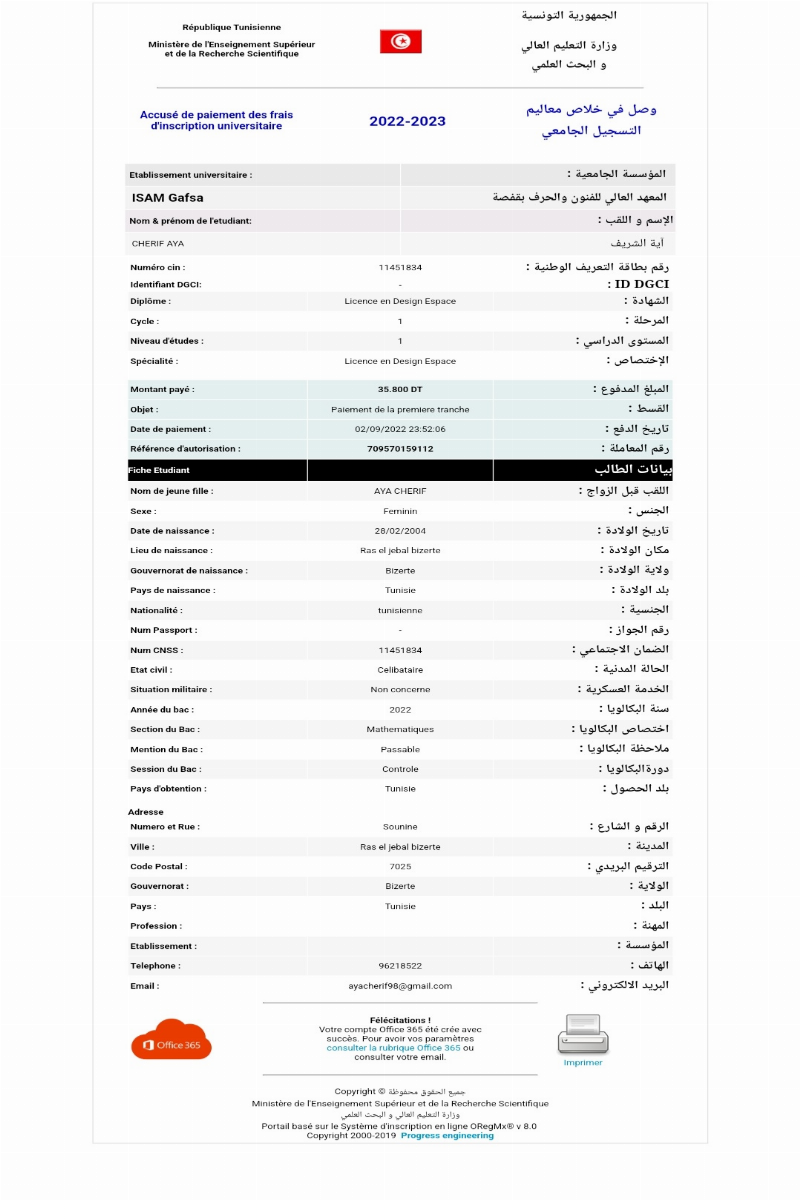 République Tunisienne
Ministère de l'Enseignement Supérieur
et de la Recherche Scientifique
الجمهورية التونسية
وزارة التعليم العالي
و البحث العلمي
Accusé de paiement des frais
d'inscription universitaire
2022-2023
وصل في خلاص معاليم
التسجيل الجامعي
Etablissement universitaire : المؤسسة الجامعية :
ISAM Gafsa المعهد العالي للفنون والحرف بقفصة
Nom & prénom de l'etudiant: الإسم و اللقب :
CHERIF AYA آية الشريف
Numéro cin : 11451834 رقم بطاقة التعريف الوطنية :
Identifiant DGCI: - ID DGCI :
Diplôme : Licence en Design Espace الشهادة :
Cycle : 1 المرحلة :
Niveau d'études : 1 المستوى الدراسي :
Spécialité : Licence en Design Espace الإختصاص :
Montant payé : 35.800 DT المبلغ المدفوع :
Objet : Paiement de la premiere tranche القسط :
Date de paiement : 02/09/2022 23:52:06 تاريخ الدفع :
Référence d'autorisation : 709570159112 رقم المعاملة :
Fiche Etudiant بيانات الطالب
Nom de jeune fille : AYA CHERIF اللقب قبل الزواج :
Sexe : Feminin الجنس :
Date de naissance : 28/02/2004 تاريخ الولادة :
Lieu de naissance : Ras el jebal bizerte مكان الولادة :
Gouvernorat de naissance : Bizerte ولاية الولادة :
Pays de naissance : Tunisie بلد الولادة :
Nationalité : tunisienne الجنسية :
Num Passport : - رقم الجواز :
Num CNSS : 11451834 الضمان الاجتماعي :
Etat civil : Celibataire الحالة المدنية :
Situation militaire : Non concerne الخدمة العسكرية :
Année du bac : 2022 سنة البكالويا :
Section du Bac : Mathematiques اختصاص البكالويا :
Mention du Bac : Passable ملاحظة البكالويا :
Session du Bac : Controle دورةالبكالويا :
Pays d'obtention : Tunisie بلد الحصول :
Adresse
Numero et Rue : Sounine الرقم و الشارع :
Ville : Ras el jebal bizerte المدينة :
Code Postal : 7025 الترقيم البريدي :
Gouvernorat : Bizerte الولاية :
Pays : Tunisie البلد :
Profession : المهنة :
Etablissement : المؤسسة :
Telephone : 96218522 الهاتف :
Email : ayacherif98@gmail.com البريد الالكتروني :
Office 365
Félécitations !
Votre compte Office 365 été crée avec
succès. Pour avoir vos paramètres
consulter la rubrique Office 365 ou
consulter votre email.
Imprimer
Copyright © جميع الحقوق محفوظة
Ministère de l'Enseignement Supérieur et de la Recherche Scientifique
وزارة التعليم العالي و البحث العلمي
Portail basé sur le Système d'inscription en ligne ORegMx® v 8.0
Copyright 2000-2019 Progress engineering